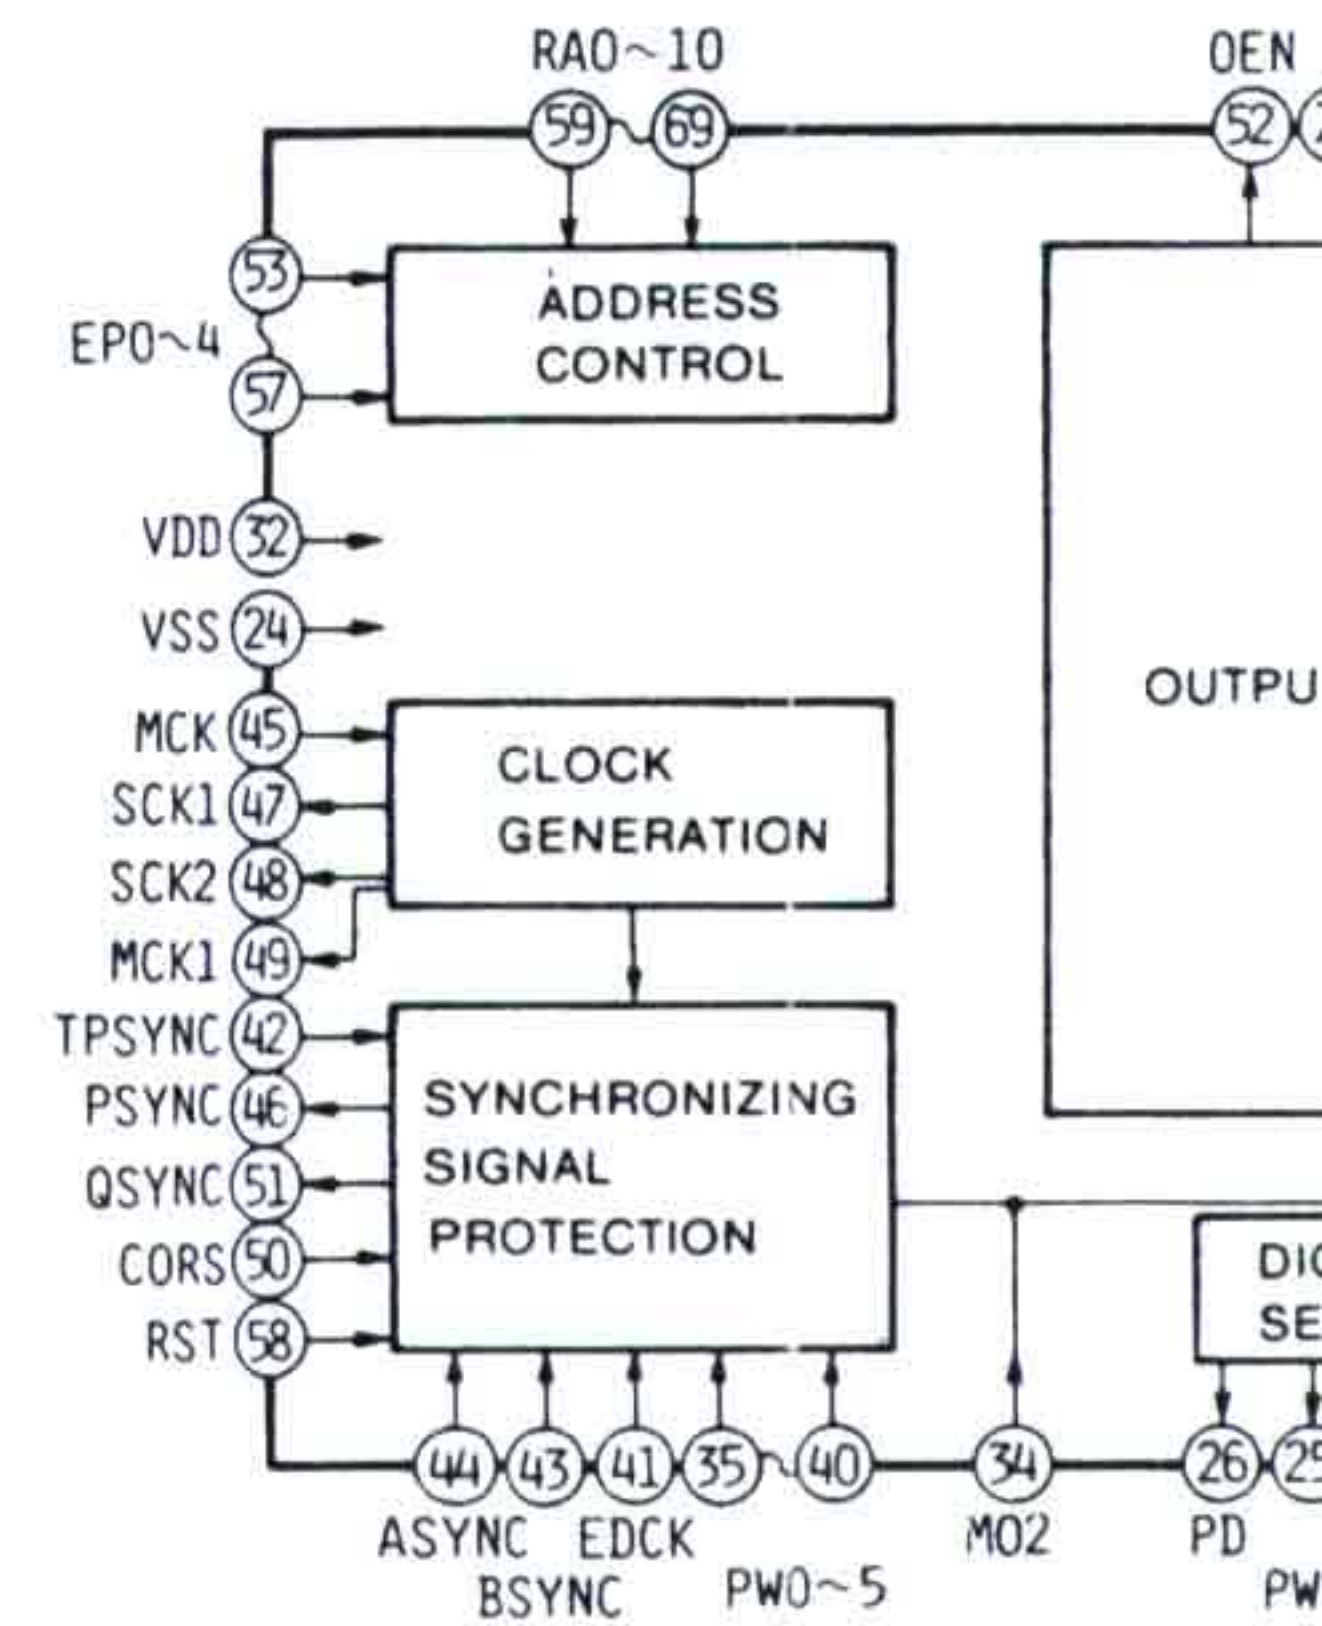 RA0~10 OEN
59 69 52
53
EP0~4
57
ADDRESS
CONTROL
VDD 32
VSS 24
MCK 45
SCK1 47
SCK2 48
MCK1 49
CLOCK
GENERATION
OUTPU
TPSYNC 42
PSYNC 46
QSYNC 51
CORS 50
RST 58
SYNCHRONIZING
SIGNAL
PROTECTION
DIG
SE
44 43 41 35 40 34 26 25
ASYNC EDCK MO2 PD
BSYNC PW0~5 PW